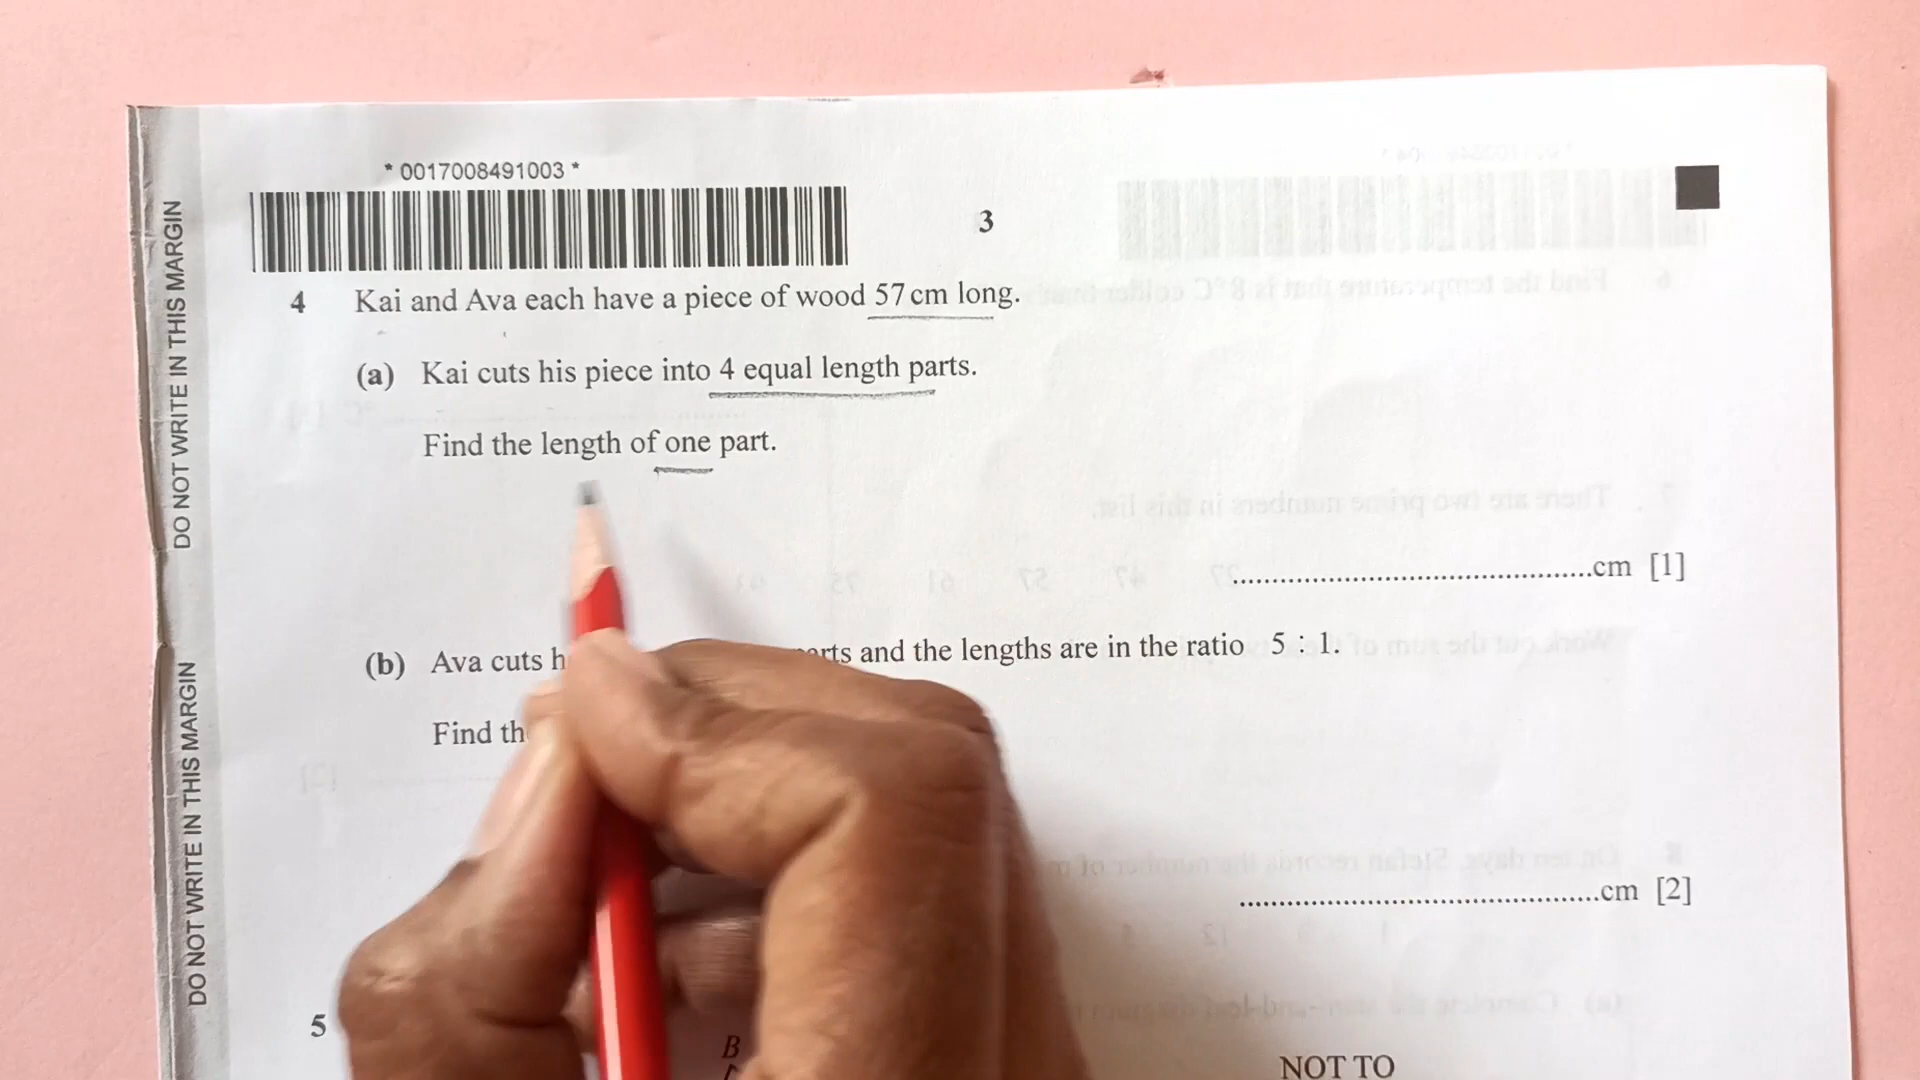 * 0017008491003 *
3
4 Kai and Ava each have a piece of wood 57 cm long.
(a) Kai cuts his piece into 4 equal length parts.
Find the length of one part.
..............................................cm [1]
(b) Ava cuts h arts and the lengths are in the ratio 5 : 1.
Find th
..............................................cm [2]
5
B
NOT TO
DO NOT WRITE IN THIS MARGIN
DO NOT WRITE IN THIS MARGIN